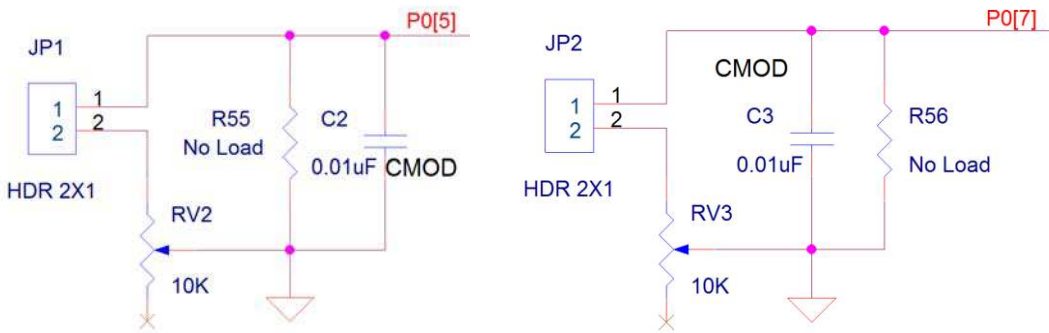 P0[5]
JP1
1
2
1
2
HDR 2X1
R55
No Load
C2
0.01uF
CMOD
RV2
10K
P0[7]
JP2
1
2
1
2
HDR 2X1
CMOD
C3
0.01uF
R56
No Load
RV3
10K